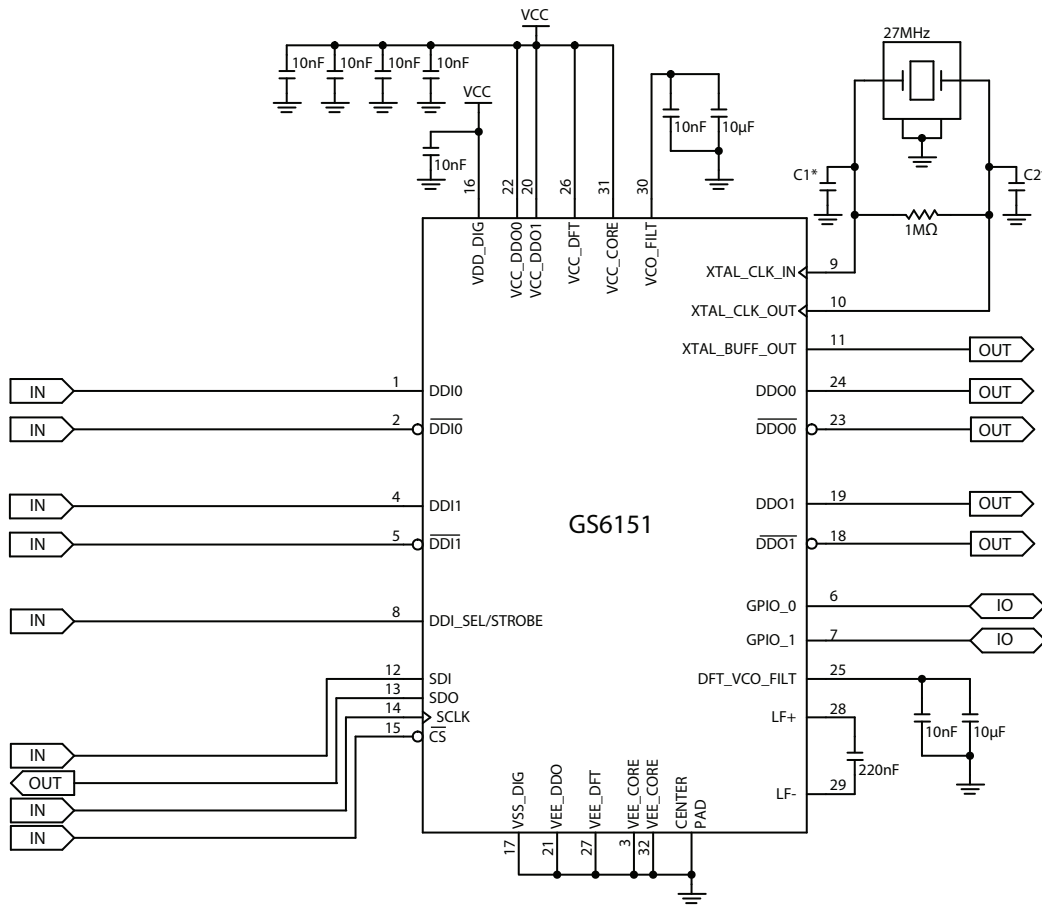 VCC
27MHz
10nF 10nF 10nF 10nF
VCC
10nF
10nF 10µF
C1* C2*
1MΩ
16 22 20 26 31 30
VDD_DIG VCC_DDO0 VCC_DDO1 VCC_DFT VCC_CORE VCO_FILT
XTAL_CLK_IN 9
XTAL_CLK_OUT 10
XTAL_BUFF_OUT 11 OUT
IN 1 DDI0 DDO0 24 OUT
IN 2 DDI0 DDO0 23 OUT
IN 4 DDI1 DDO1 19 OUT
GS6151
IN 5 DDI1 DDO1 18 OUT
IN 8 DDI_SEL/STROBE GPIO_0 6 IO
GPIO_1 7 IO
12 SDI DFT_VCO_FILT 25
13 SDO
14 SCLK LF+ 28
15 CS
10nF 10µF
IN
220nF
OUT
LF- 29
IN
IN
VSS_DIG VEE_DDO VEE_DFT VEE_CORE VEE_CORE CENTER PAD
17 21 27 3 32